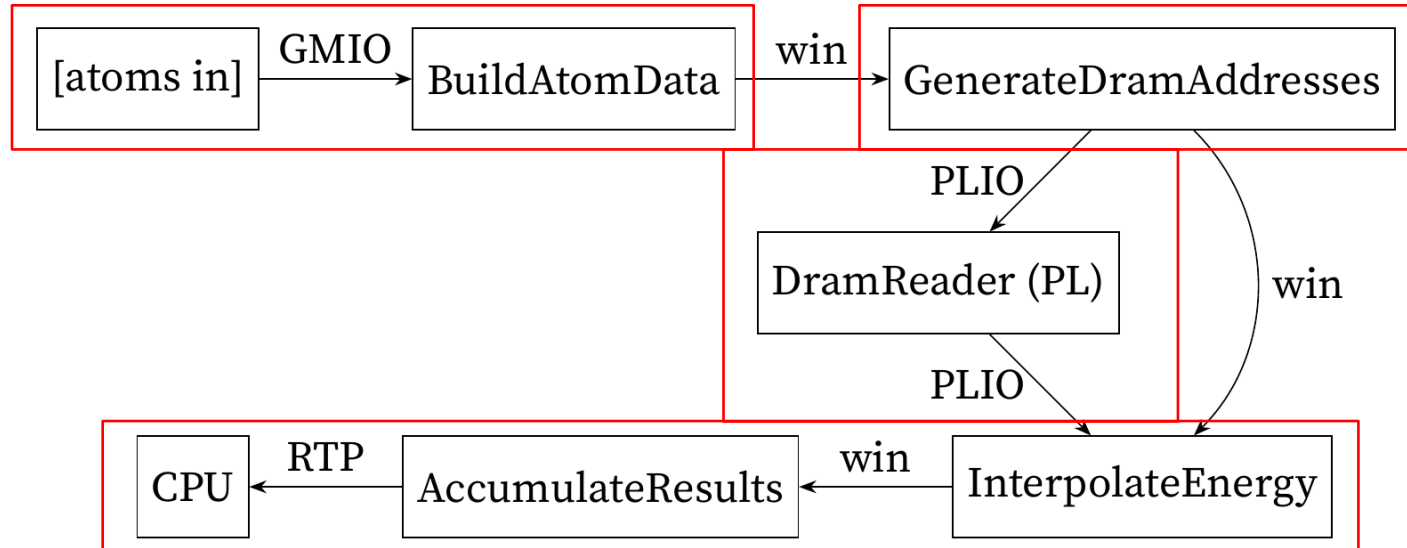 [atoms in]
GMIO
BuildAtomData
win
GenerateDramAddresses
PLIO
DramReader (PL)
win
PLIO
CPU
RTP
AccumulateResults
win
InterpolateEnergy